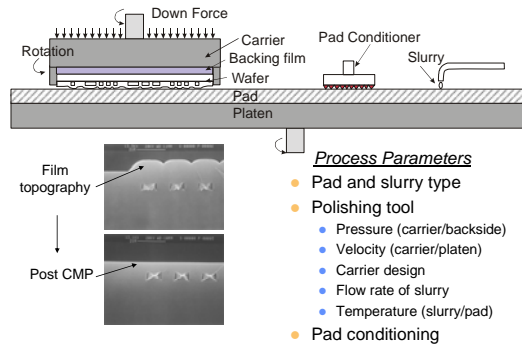 Down Force
Rotation
Carrier
Backing film
Wafer
Pad Conditioner
Slurry
Pad
Platen
Film
topography
Post CMP
Process Parameters
Pad and slurry type
Polishing tool
Pressure (carrier/backside)
Velocity (carrier/platen)
Carrier design
Flow rate of slurry
Temperature (slurry/pad)
Pad conditioning